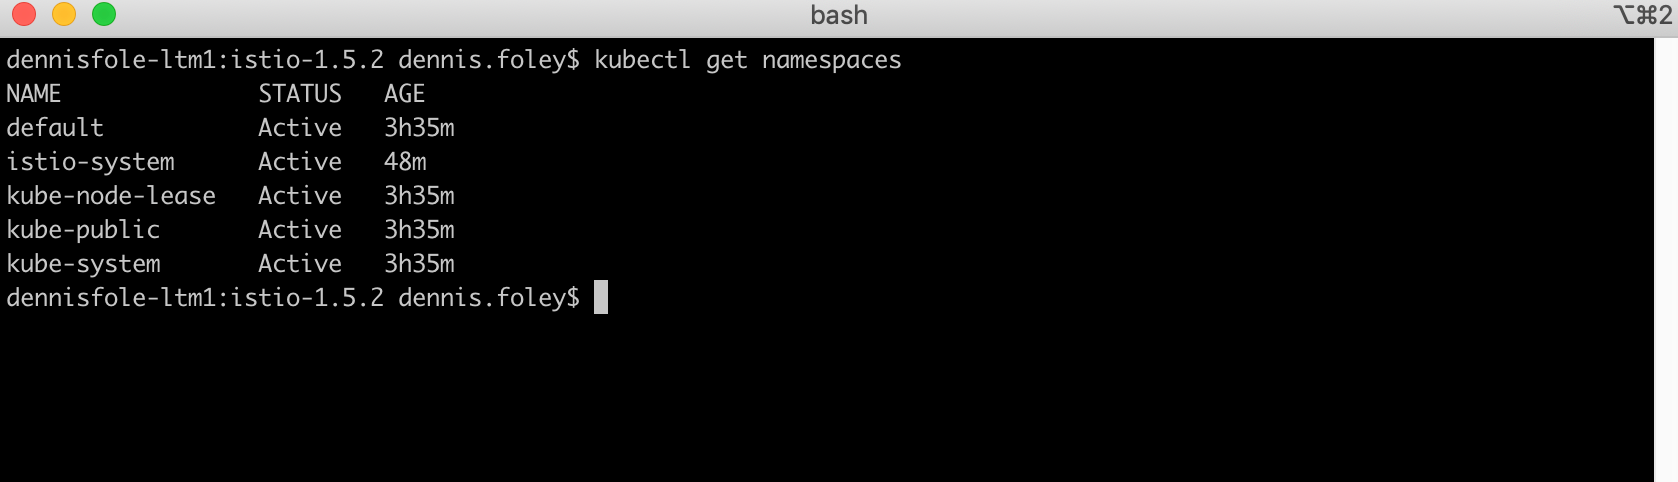 bash
⌥⌘2
dennisfole-ltm1:istio-1.5.2 dennis.foley$ kubectl get namespaces
NAME              STATUS   AGE
default           Active   3h35m
istio-system      Active   48m
kube-node-lease   Active   3h35m
kube-public       Active   3h35m
kube-system       Active   3h35m
dennisfole-ltm1:istio-1.5.2 dennis.foley$